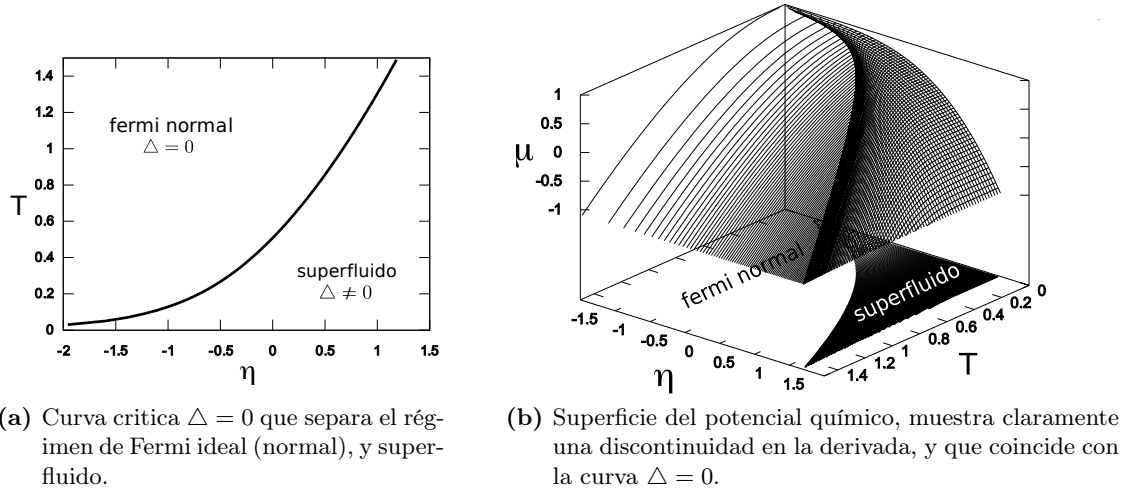 1.4
1.2
1
0.8
0.6
0.4
0.2
0
T
fermi normal
△ = 0
superfluido
△ ≠ 0
-2 -1.5 -1 -0.5 0 0.5 1 1.5
η
(a) Curva critica △ = 0 que separa el ré-
gimen de Fermi ideal (normal), y super-
fluido.
1
0.5
0
-0.5
-1
μ
fermi normal
superfluido
-1.5 -1 -0.5 0 0.5 1 1.5
η
1.4 1.2 1 0.8 0.6 0.4 0.2 0
T
(b) Superficie del potencial químico, muestra claramente
una discontinuidad en la derivada, y que coincide con
la curva △ = 0.